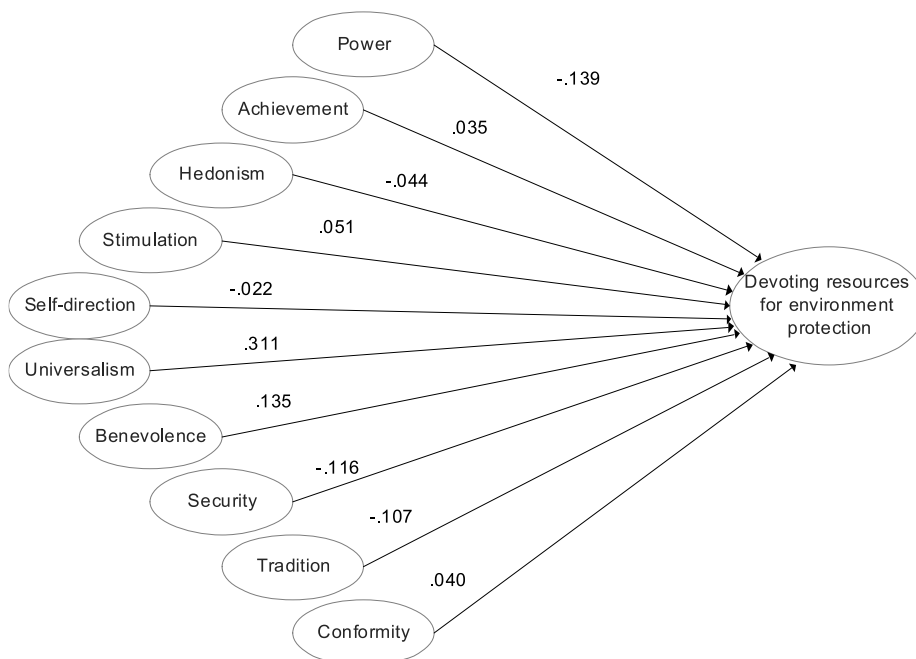 Power
-.139
Achievement
.035
Hedonism
-.044
Stimulation
.051
Self-direction
-.022
Universalism
.311
Benevolence
.135
Security
-.116
Tradition
-.107
Conformity
.040
Devoting resources
for environment
protection